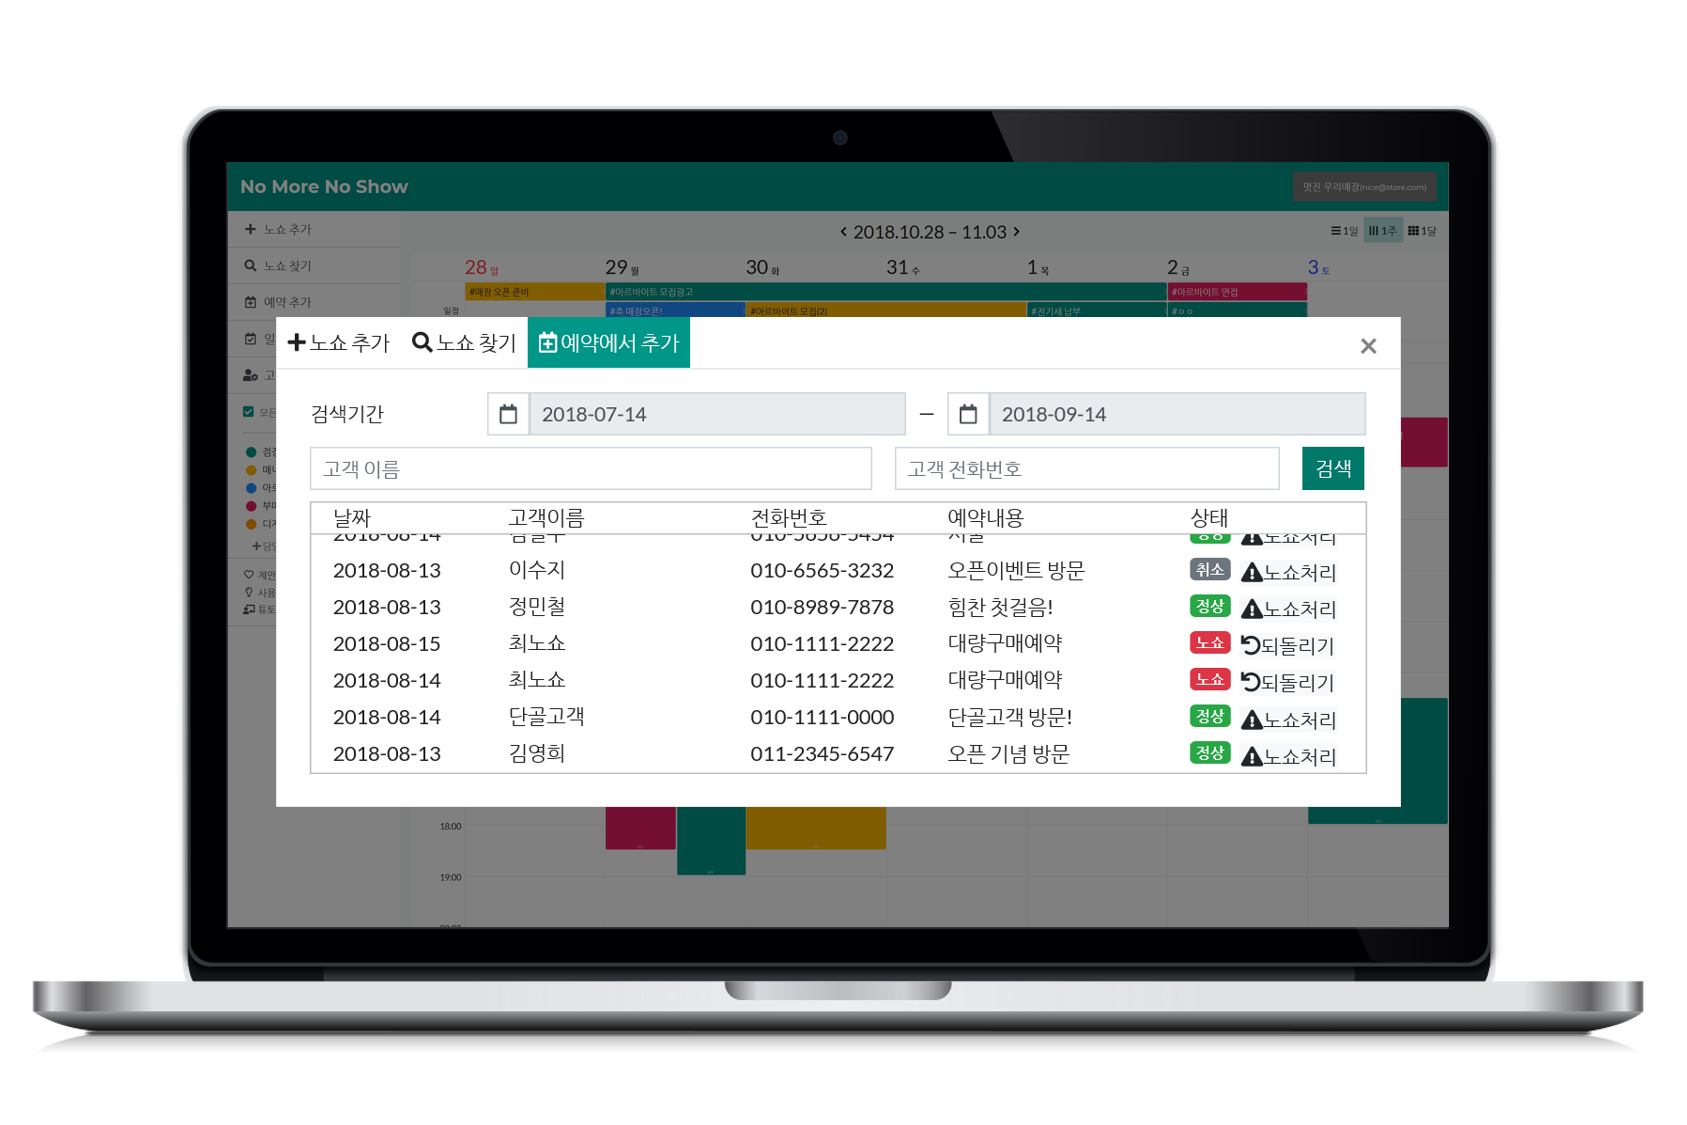 No More No Show
멋진 우리매장(nice@store.com)
노쇼 추가
노쇼 찾기
예약 추가
2018.10.28 – 11.03
1일 1주 1달
28 일 29 월 30 화 31 수 1 목 2 금 3 토
일정
#매장 오픈 준비 #아르바이트 모집광고 #아르바이트 면접
#축 매장오픈! #아르바이트 모집(2) #전기세 납부 #ㅇㅇ
노쇼 추가 노쇼 찾기 예약에서 추가 ×
검색기간 2018-07-14 – 2018-09-14
고객 이름 고객 전화번호 검색
날짜 고객이름 전화번호 예약내용 상태
2018-08-14 010-5656-5454 노쇼처리
2018-08-13 이수지 010-6565-3232 오픈이벤트 방문 취소 노쇼처리
2018-08-13 정민철 010-8989-7878 힘찬 첫걸음! 정상 노쇼처리
2018-08-15 최노쇼 010-1111-2222 대량구매예약 노쇼 되돌리기
2018-08-14 최노쇼 010-1111-2222 대량구매예약 노쇼 되돌리기
2018-08-14 단골고객 010-1111-0000 단골고객 방문! 정상 노쇼처리
2018-08-13 김영희 011-2345-6547 오픈 기념 방문 정상 노쇼처리
제안
사용
튜토
18:00
19:00